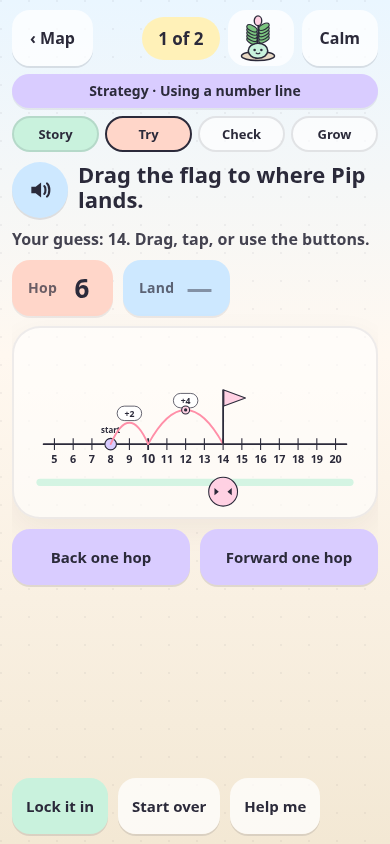 ‹ Map
1 of 2
Calm
Strategy · Using a number line
Story
Try
Check
Grow
Drag the flag to where Pip
lands.
Your guess: 14. Drag, tap, or use the buttons.
Hop 6
Land —
+2
+4
start
5 6 7 8 9 10 11 12 13 14 15 16 17 18 19 20
Back one hop
Forward one hop
Lock it in
Start over
Help me